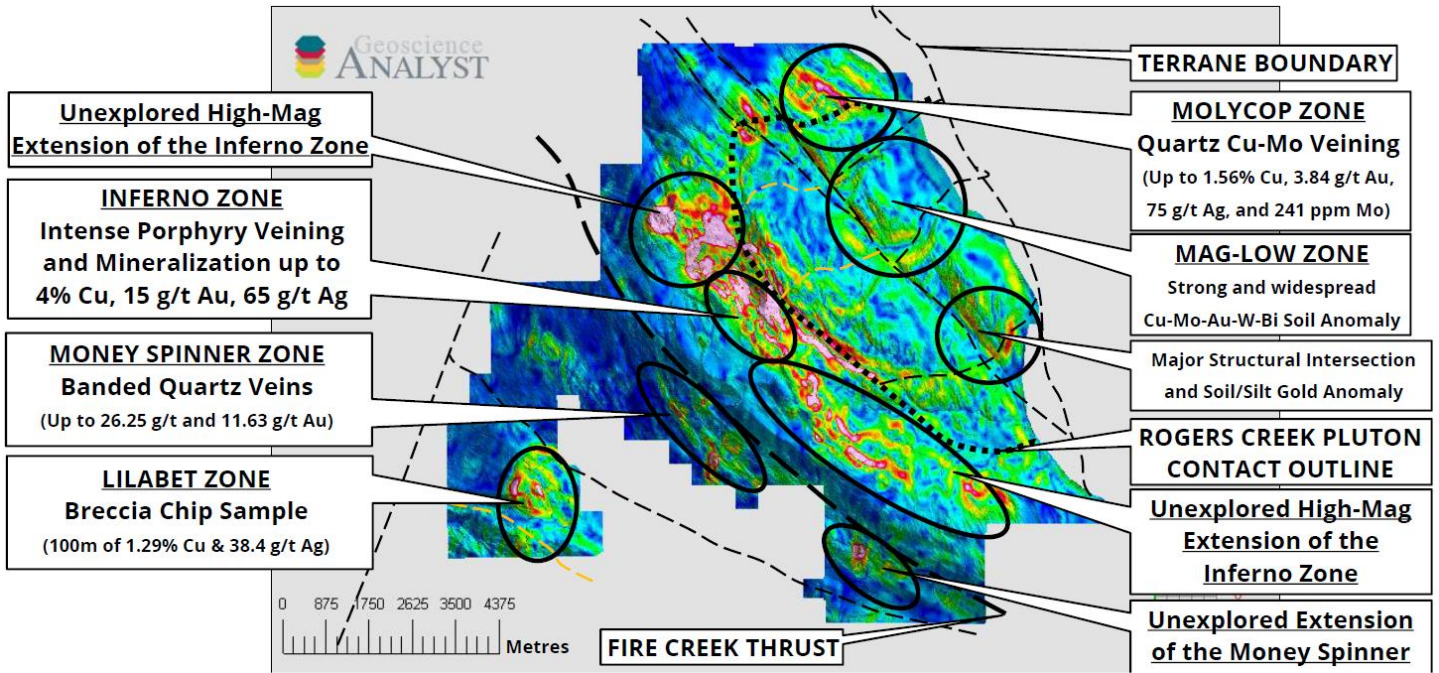 Geoscience
ANALYST
Unexplored High-Mag
Extension of the Inferno Zone
INFERNO ZONE
Intense Porphyry Veining
and Mineralization up to
4% Cu, 15 g/t Au, 65 g/t Ag
MONEY SPINNER ZONE
Banded Quartz Veins
(Up to 26.25 g/t and 11.63 g/t Au)
LILABET ZONE
Breccia Chip Sample
(100m of 1.29% Cu & 38.4 g/t Ag)
0 875 1750 2625 3500 4375
Metres
FIRE CREEK THRUST
TERRANE BOUNDARY
MOLYCOP ZONE
Quartz Cu-Mo Veining
(Up to 1.56% Cu, 3.84 g/t Au,
75 g/t Ag, and 241 ppm Mo)
MAG-LOW ZONE
Strong and widespread
Cu-Mo-Au-W-Bi Soil Anomaly
Major Structural Intersection
and Soil/Silt Gold Anomaly
ROGERS CREEK PLUTON
CONTACT OUTLINE
Unexplored High-Mag
Extension of the
Inferno Zone
Unexplored Extension
of the Money Spinner